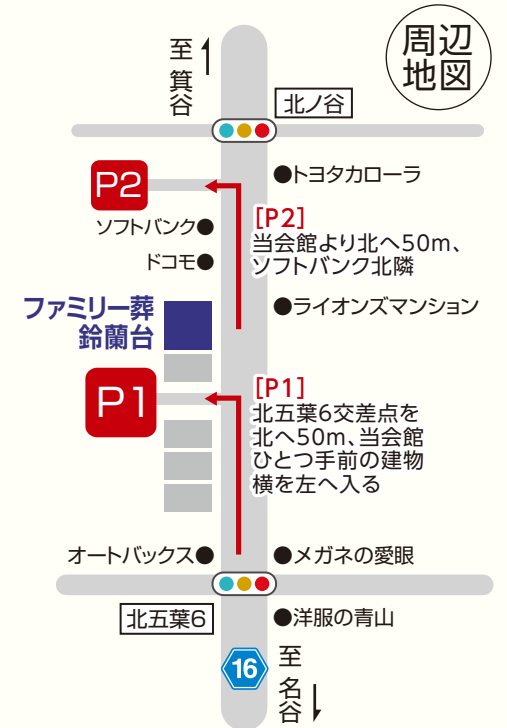 周辺
地図
至 箕谷
北ノ谷
P2
●トヨタカローラ
ソフトバンク●
[P2]
当会館より北へ50m、
ソフトバンク北隣
ドコモ●
ファミリー葬
鈴蘭台
●ライオンズマンション
P1
[P1]
北五葉6交差点を
北へ50m、当会館
ひとつ手前の建物
横を左へ入る
オートバックス●
●メガネの愛眼
北五葉6
●洋服の青山
16
至 名谷